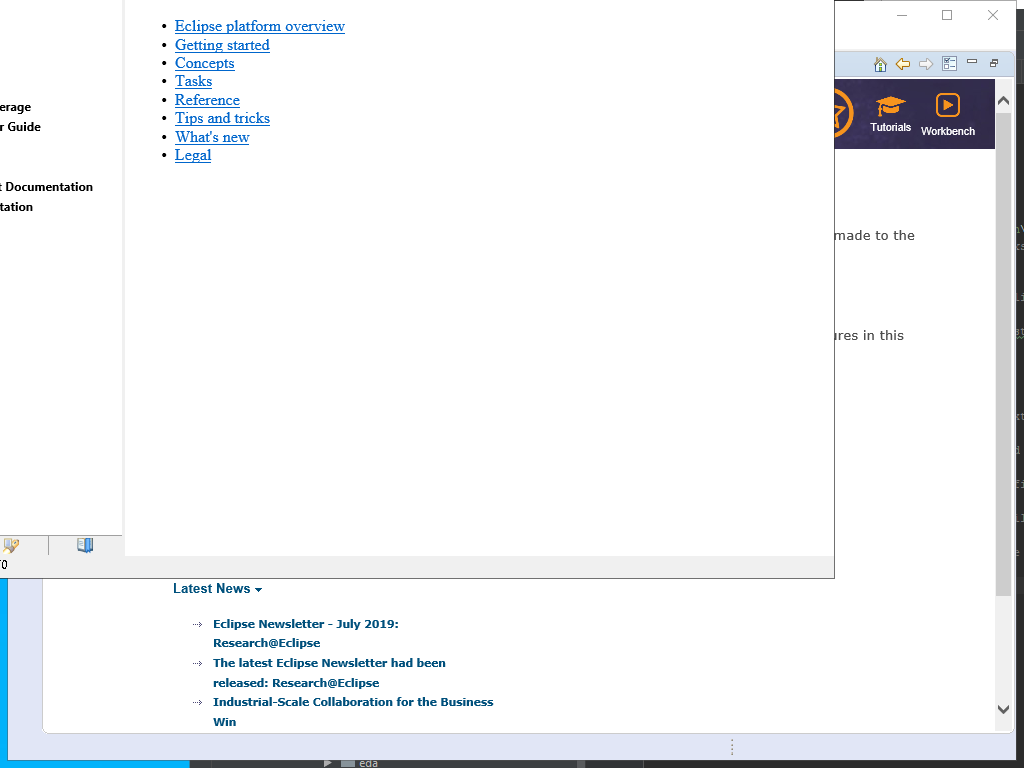 Eclipse platform overview
Getting started
Concepts
Tasks
Reference
Tips and tricks
What's new
Legal
erage
r Guide
t Documentation
tation
Tutorials
Workbench
made to the
ures in this
Latest News
Eclipse Newsletter - July 2019:
Research@Eclipse
The latest Eclipse Newsletter had been
released: Research@Eclipse
Industrial-Scale Collaboration for the Business
Win
eda